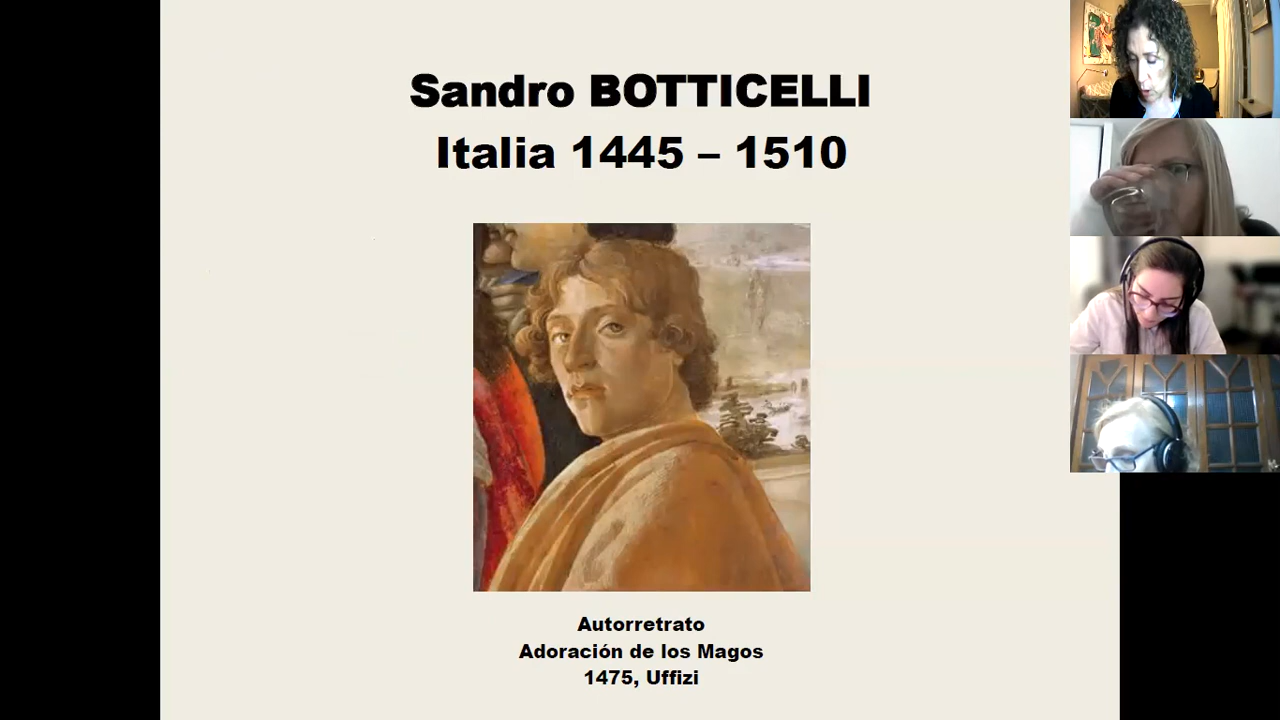 Sandro BOTTICELLI
Italia 1445 – 1510
Autorretrato
Adoración de los Magos
1475, Uffizi